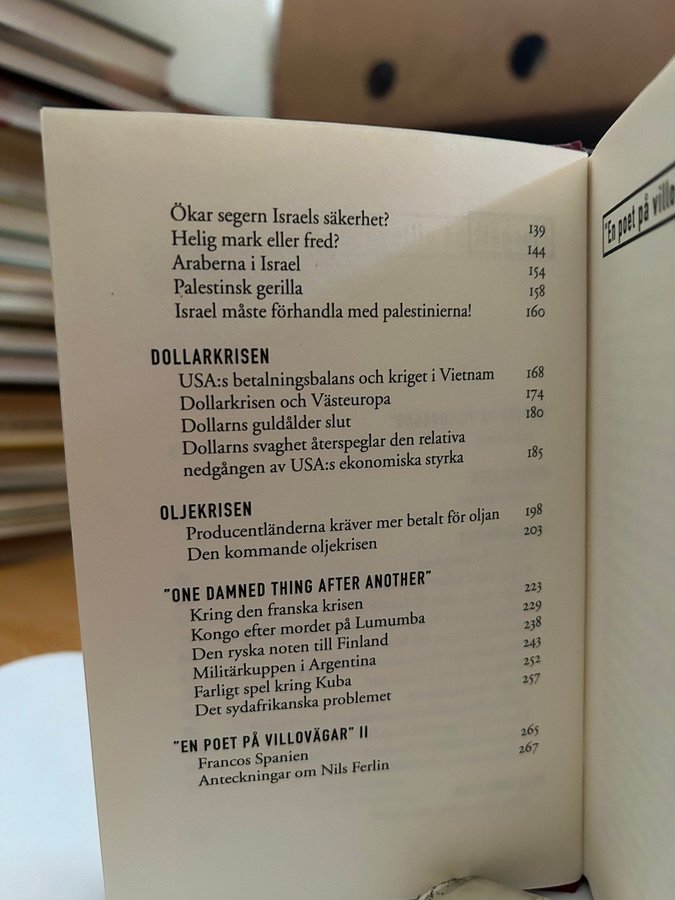 Ökar segern Israels säkerhet? 139
Helig mark eller fred? 144
Araberna i Israel 154
Palestinsk gerilla 158
Israel måste förhandla med palestinierna! 160
DOLLARKRISEN
USA:s betalningsbalans och kriget i Vietnam 168
Dollarkrisen och Västeuropa 174
Dollarns guldålder slut 180
Dollarns svaghet återspeglar den relativa
nedgången av USA:s ekonomiska styrka 185
OLJEKRISEN
Producentländerna kräver mer betalt för oljan 198
Den kommande oljekrisen 203
"ONE DAMNED THING AFTER ANOTHER"
Kring den franska krisen 223
Kongo efter mordet på Lumumba 229
Den ryska noten till Finland 238
Militärkuppen i Argentina 243
Farligt spel kring Kuba 252
Det sydafrikanska problemet 257
"EN POET PÅ VILLOVÄGAR" II
Francos Spanien 265
Anteckningar om Nils Ferlin 267
"En poet på